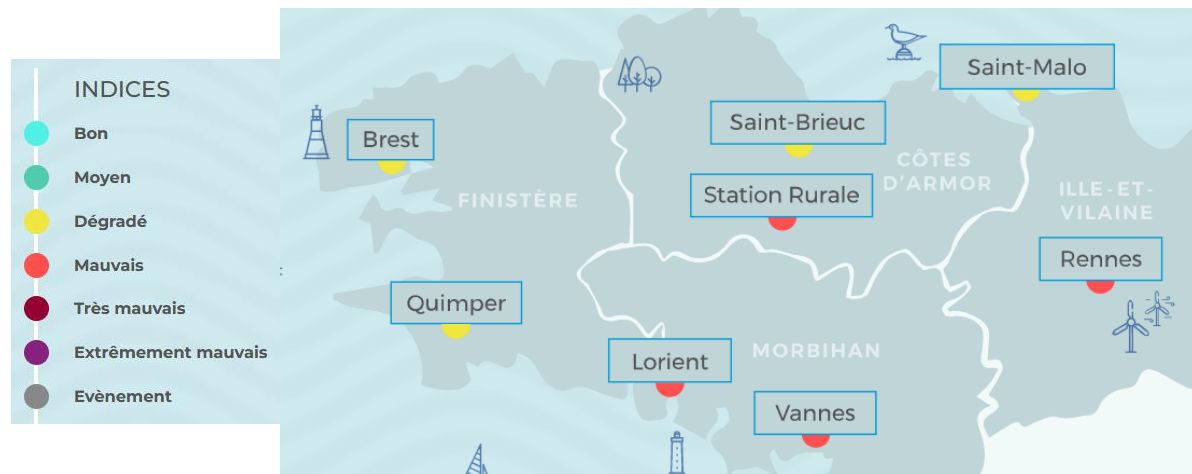 INDICES
Bon
Moyen
Dégradé
Mauvais
Très mauvais
Extrêmement mauvais
Evènement
Saint-Malo
Saint-Brieuc
Brest
CÔTES
D'ARMOR
Station Rurale
FINISTÈRE
ILLE-ET-
VILAINE
Rennes
Quimper
MORBIHAN
Lorient
Vannes